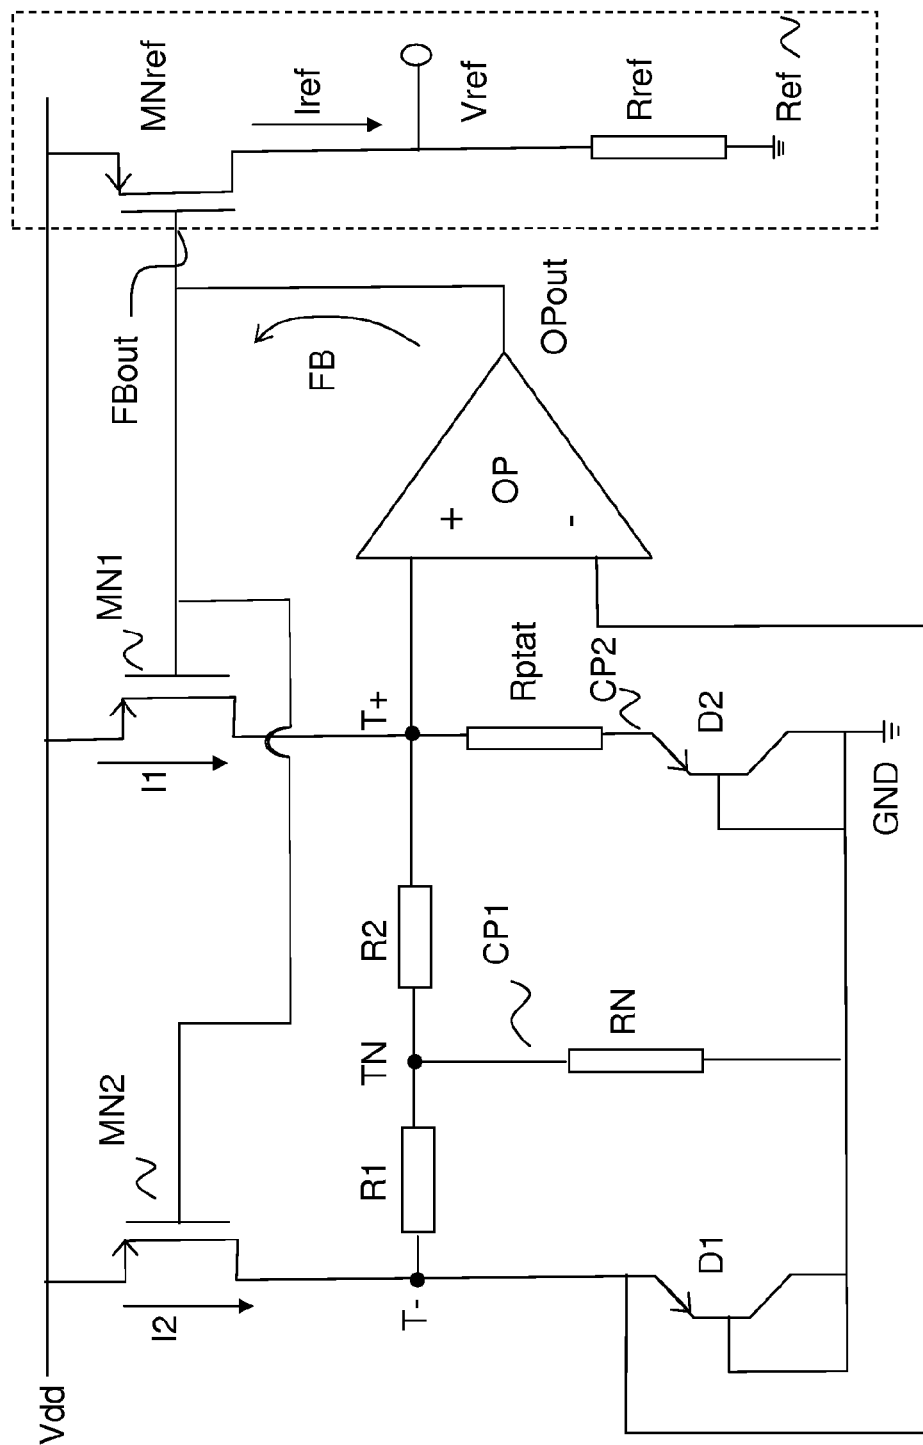 Vdd
MN2
I2
MN1
I1
FBout
FB
MNref
Iref
Vref
Rref
Ref
T-
R1
TN
R2
T+
CP1
RN
Rptat
CP2
+
-
OP
OPout
D1
D2
GND